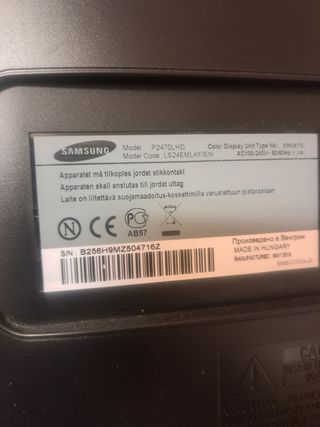 SAMSUNG
Model P2470LHD
Model Code: LS24EMLKF/EN
Color Display Unit Type No.:
AC100-240V~ 50/60Hz
Apparatet må tilkoples jordet stikkontakt
Apparaten skall anslutas till jordat uttag
Laite on liitettävä suojamaadoitus-koskettimilla varustettuun pistorasiaan
N CE PC
AB57
S/N : B256H9MZ504716Z
Произведено в Венгрии
MADE IN HUNGARY
MANUFACTURED: MAY/2010